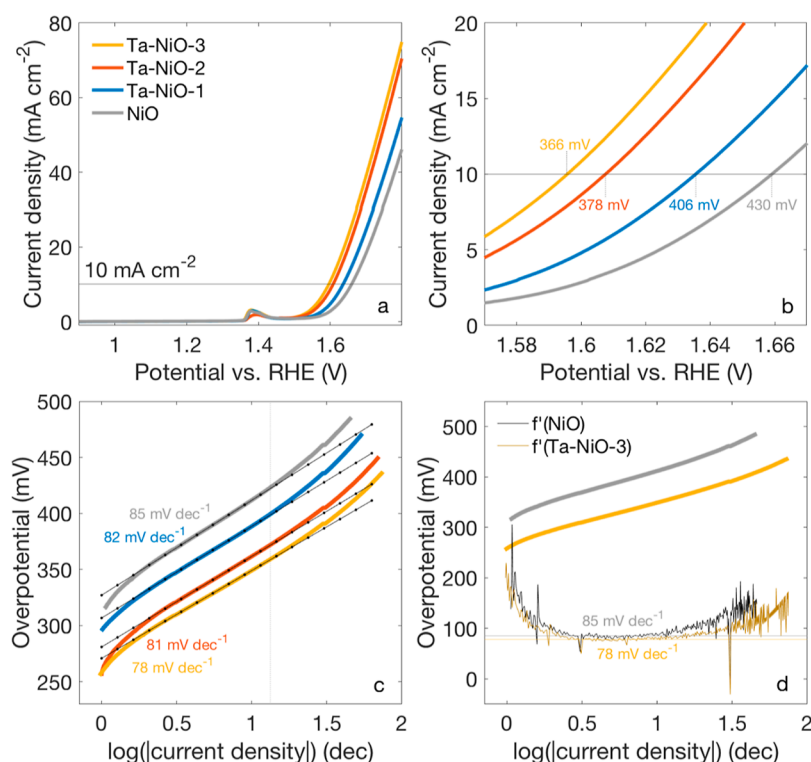 80
60
40
20
0
Current density (mA cm⁻²)
Ta-NiO-3
Ta-NiO-2
Ta-NiO-1
NiO
10 mA cm⁻²
a
1
1.2
1.4
1.6
Potential vs. RHE (V)
20
15
10
5
0
Current density (mA cm⁻²)
366 mV
378 mV
406 mV
430 mV
b
1.58
1.6
1.62
1.64
1.66
Potential vs. RHE (V)
500
450
400
350
300
250
Overpotential (mV)
85 mV dec⁻¹
82 mV dec⁻¹
81 mV dec⁻¹
78 mV dec⁻¹
c
0
0.5
1
1.5
2
log(|current density|) (dec)
500
400
300
200
100
0
Overpotential (mV)
f'(NiO)
f'(Ta-NiO-3)
85 mV dec⁻¹
78 mV dec⁻¹
d
0
0.5
1
1.5
2
log(|current density|) (dec)